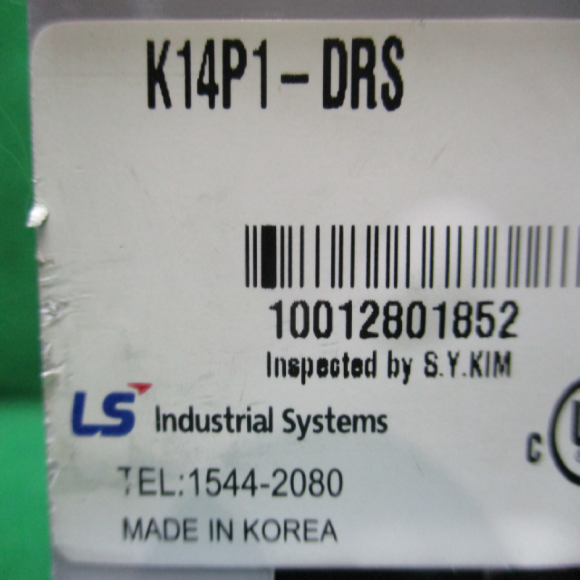 K14P1-DRS
10012801852
Inspected by S.Y.KIM
LS Industrial Systems
TEL:1544-2080
MADE IN KOREA
C